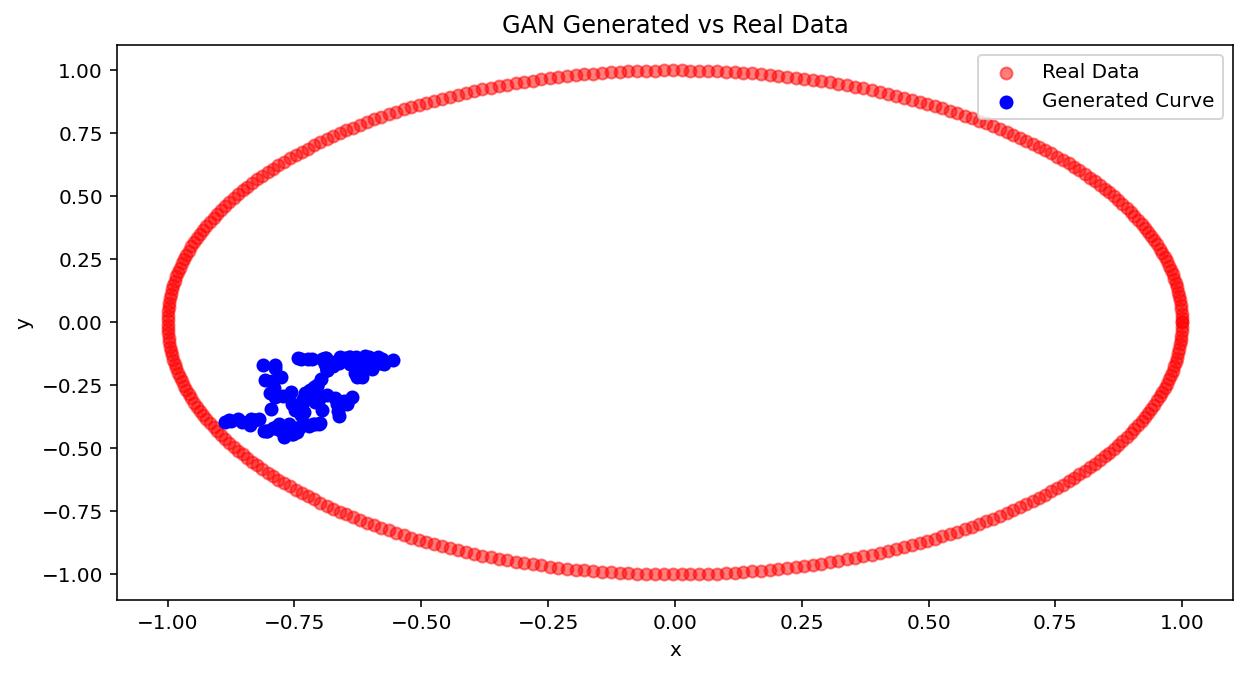 GAN Generated vs Real Data
Real Data
Generated Curve
1.00
0.75
0.50
0.25
0.00
−0.25
−0.50
−0.75
−1.00
y
−1.00 −0.75 −0.50 −0.25 0.00 0.25 0.50 0.75 1.00
x